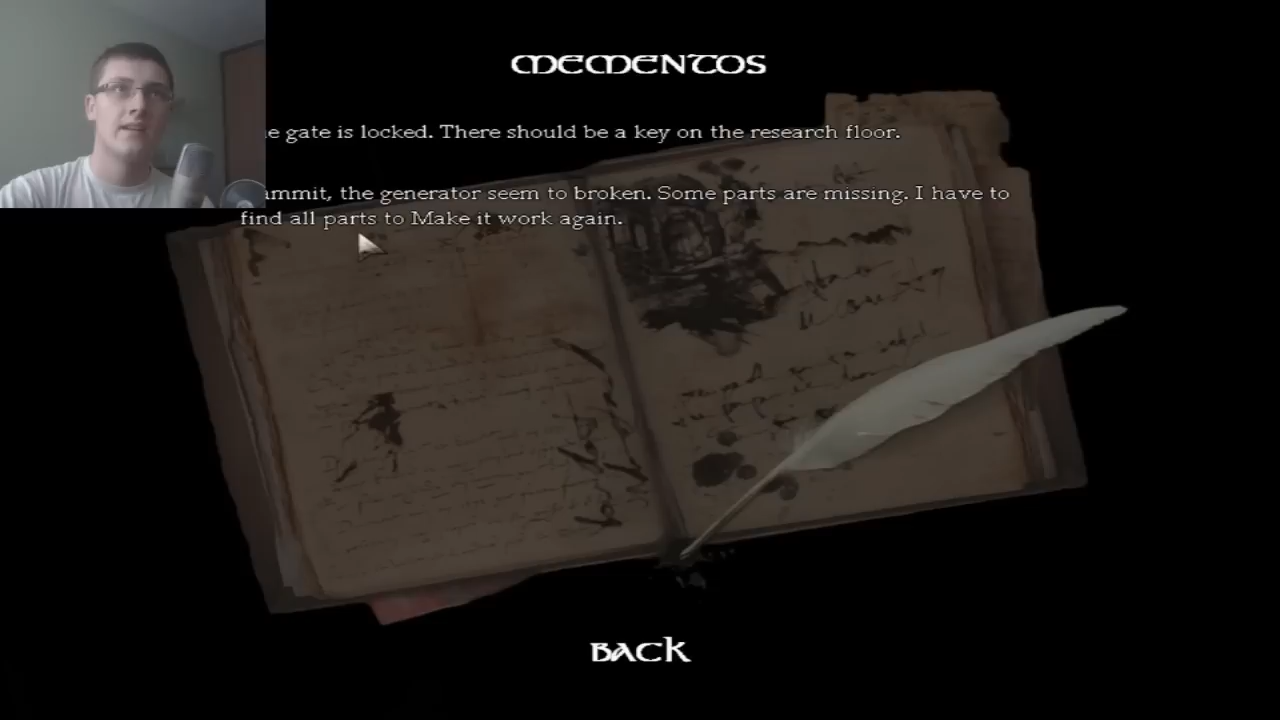 MEMENTOS
gate is locked. There should be a key on the research floor.
the generator seem to broken. Some parts are missing. I have to
find all parts to Make it work again.
BACK